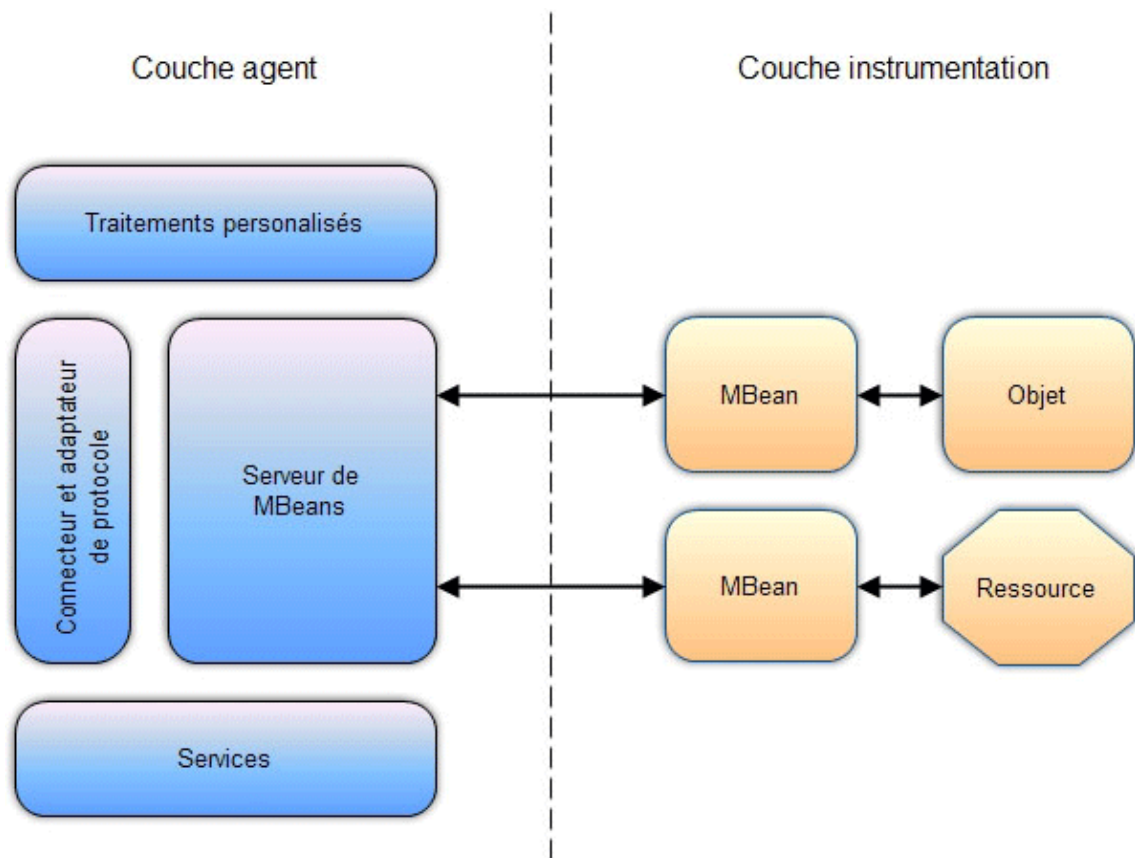 Couche agent
Couche instrumentation
Traitements personalisés
Connecteur et adaptateur
de protocole
Serveur de
MBeans
MBean
Objet
MBean
Ressource
Services